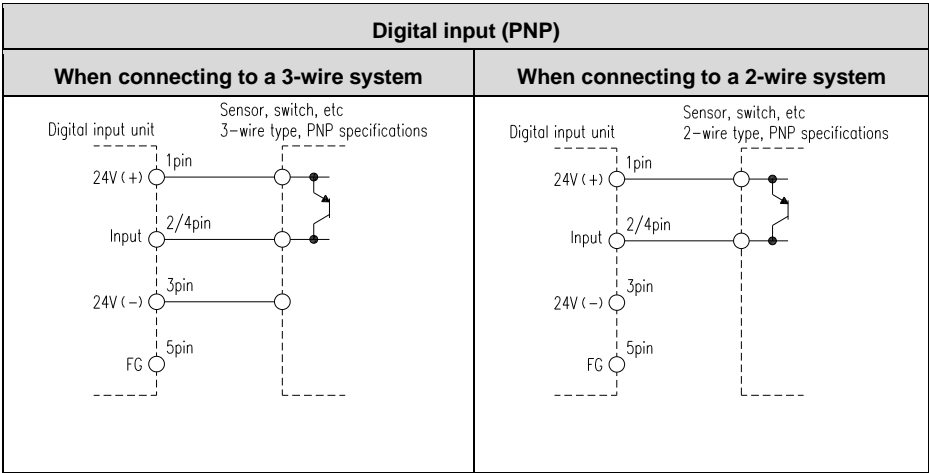 Digital input (PNP)
When connecting to a 3-wire system
When connecting to a 2-wire system
Sensor, switch, etc
Digital input unit
3-wire type, PNP specifications
1pin
24V(+)
2/4pin
Input
3pin
24V(-)
5pin
FG
Sensor, switch, etc
Digital input unit
2-wire type, PNP specifications
1pin
24V(+)
2/4pin
Input
3pin
24V(-)
5pin
FG